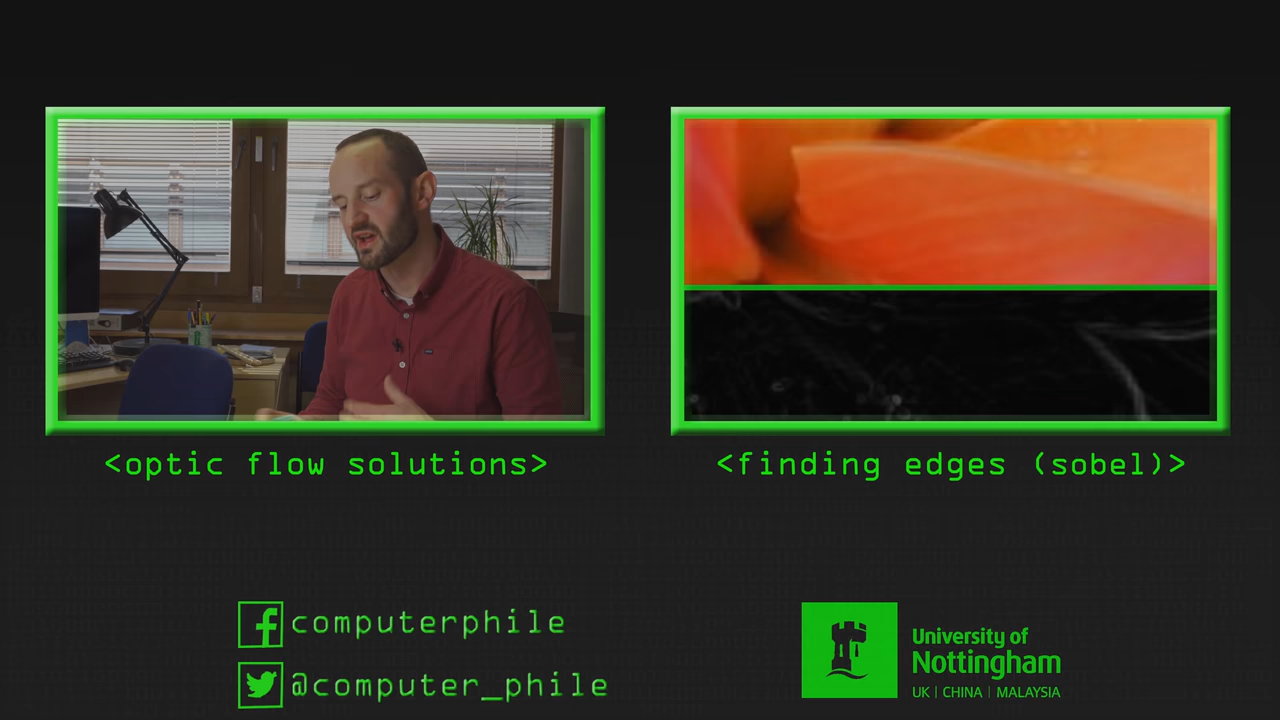 <optic flow solutions>
<finding edges (sobel)>
computerphile
@computer_phile
University of
Nottingham
UK | CHINA | MALAYSIA